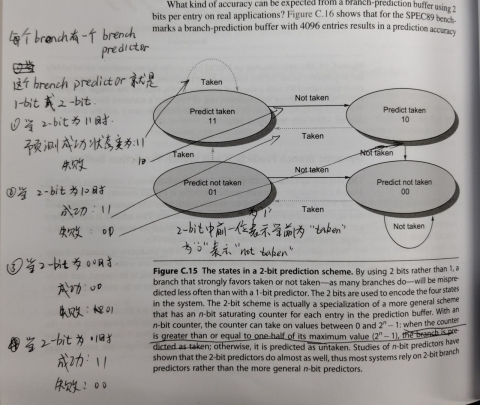 What kind of accuracy can be expected from a branch-prediction buffer using 2
bits per entry on real applications? Figure C.16 shows that for the SPEC89 bench-
marks a branch-prediction buffer with 4096 entries results in a prediction accuracy
每个brench有一个brench
predictor
这个brench predictor就是
1-bit 或 2-bit.
① 当 2-bit为11时.
预测成功 状态变为:11
失败 10
② 当 2-bit为10时
成功: 11
失败: 00
③ 当 2-bit为00时
成功: 00
失败: 01
④ 当 2-bit为01时
成功: 11
失败: 00
Taken
Predict taken
11
Not taken
Predict taken
10
Taken
Taken
Not taken
Predict not taken
01
Not taken
Predict not taken
00
Taken
Not taken
2-bit中前一位表示当前为"taken"
为"0"表示"not taken"
Figure C.15 The states in a 2-bit prediction scheme. By using 2 bits rather than 1, a
branch that strongly favors taken or not taken—as many branches do—will be mispre-
dicted less often than with a 1-bit predictor. The 2 bits are used to encode the four states
in the system. The 2-bit scheme is actually a specialization of a more general scheme
that has an n-bit saturating counter for each entry in the prediction buffer. With an
n-bit counter, the counter can take on values between 0 and 2ⁿ – 1: when the counter
is greater than or equal to one-half of its maximum value (2ⁿ – 1), the branch is pre-
dicted as taken; otherwise, it is predicted as untaken. Studies of n-bit predictors have
shown that the 2-bit predictors do almost as well, thus most systems rely on 2-bit branch
predictors rather than the more general n-bit predictors.